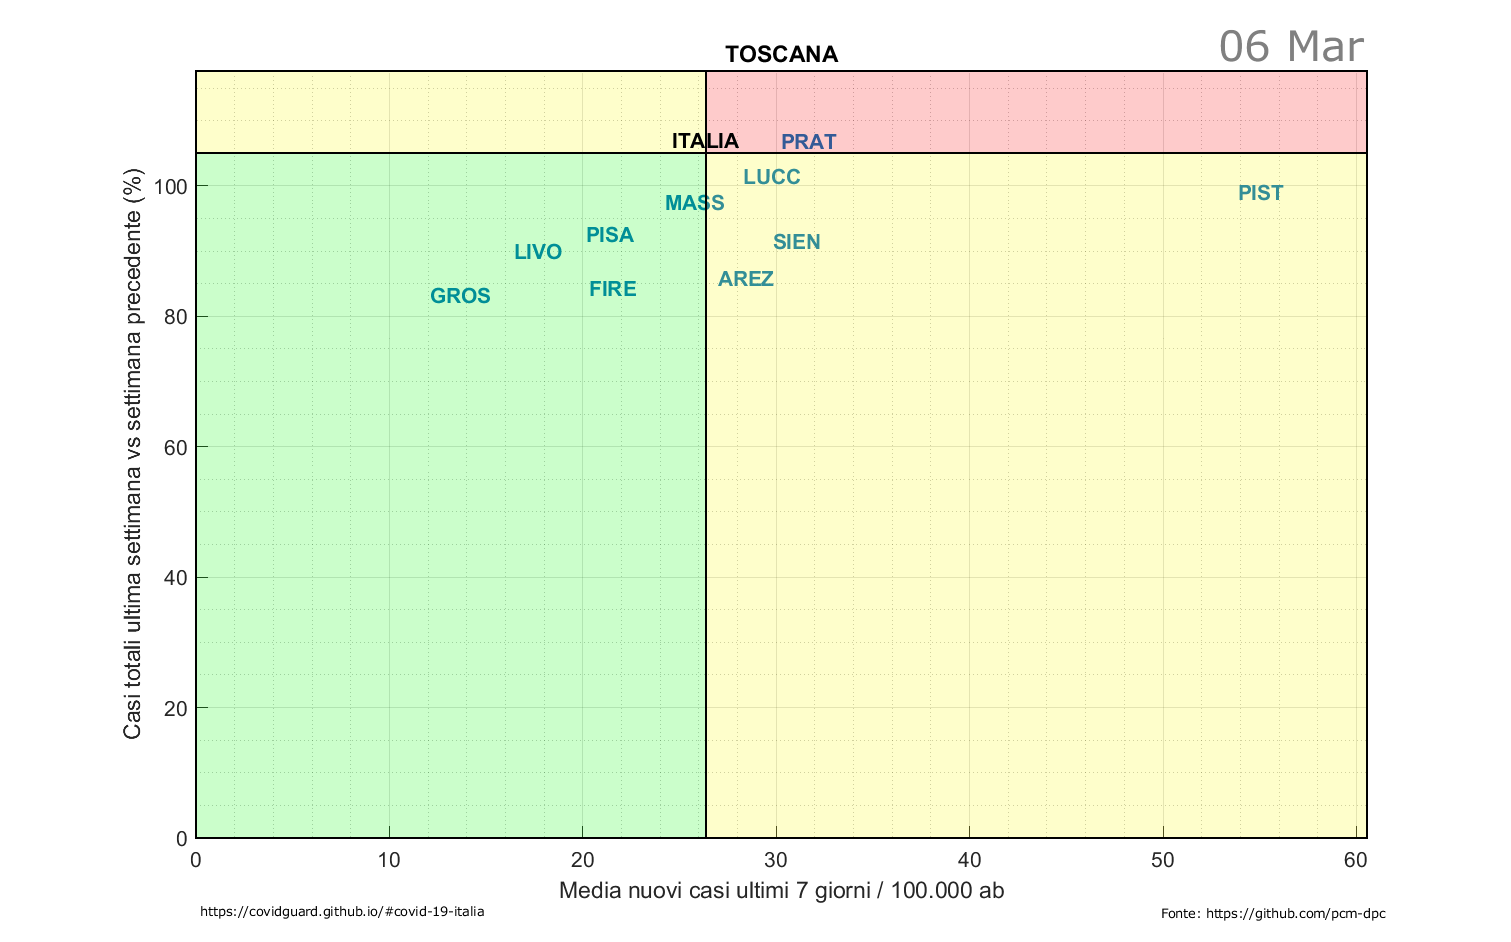 06 Mar
TOSCANA
ITALIA
PRAT
LUCC
PIST
MASS
PISA
SIEN
LIVO
AREZ
FIRE
GROS
100
80
60
40
20
0
Casi totali ultima settimana vs settimana precedente (%)
0 10 20 30 40 50 60
Media nuovi casi ultimi 7 giorni / 100.000 ab
https://covidguard.github.io/#covid-19-italia
Fonte: https://github.com/pcm-dpc